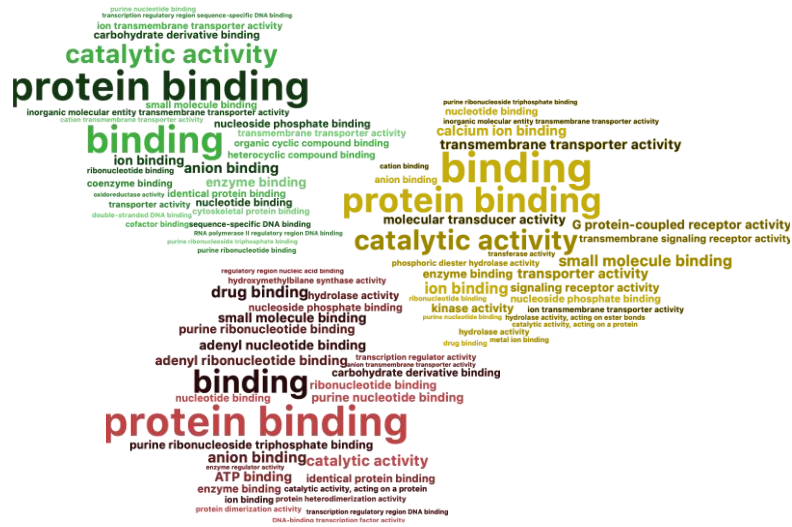 purine nucleotide binding
transcription regulatory region sequence-specific DNA binding
ion transmembrane transporter activity
carbohydrate derivative binding
catalytic activity
protein binding
small molecule binding
inorganic molecular entity transmembrane transporter activity
cation transmembrane transporter activity
nucleoside phosphate binding
binding
transmembrane transporter activity
organic cyclic compound binding
heterocyclic compound binding
ion binding
anion binding
ribonucleotide binding
coenzyme binding
enzyme binding
oxidoreductase activity
identical protein binding
transporter activity
nucleotide binding
double-stranded DNA binding
cytoskeletal protein binding
cofactor binding
sequence-specific DNA binding
RNA polymerase II regulatory region DNA binding
purine ribonucleoside triphosphate binding
purine ribonucleotide binding
purine ribonucleoside triphosphate binding
nucleotide binding
inorganic molecular entity transmembrane transporter activity
calcium ion binding
transmembrane transporter activity
cation binding
binding
anion binding
protein binding
molecular transducer activity
G protein-coupled receptor activity
catalytic activity
transmembrane signaling receptor activity
transferase activity
phosphoric diester hydrolase activity
small molecule binding
enzyme binding
transporter activity
ion binding
signaling receptor activity
ribonucleotide binding
nucleoside phosphate binding
kinase activity
ion transmembrane transporter activity
purine nucleotide binding
hydrolase activity, acting on ester bonds
catalytic activity, acting on a protein
hydrolase activity
metal ion binding
drug binding
regulatory region nucleic acid binding
hydroxymethylbilane synthase activity
drug binding
hydrolase activity
nucleoside phosphate binding
small molecule binding
purine ribonucleotide binding
adenyl nucleotide binding
adenyl ribonucleotide binding
transcription regulator activity
anion transmembrane transporter activity
carbohydrate derivative binding
binding
ribonucleotide binding
nucleotide binding
purine nucleotide binding
protein binding
purine ribonucleoside triphosphate binding
anion binding
catalytic activity
enzyme regulator activity
ATP binding
identical protein binding
enzyme binding
catalytic activity, acting on a protein
ion binding
protein heterodimerization activity
protein dimerization activity
transcription regulatory region DNA binding
DNA-binding transcription factor activity